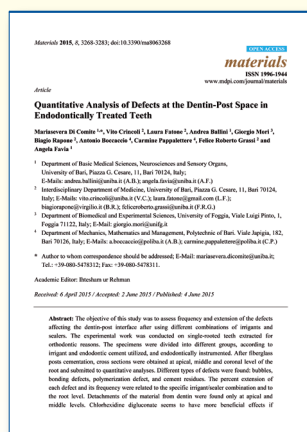 Materials 2015, 8, 3268-3283; doi:10.3390/ma8063268
OPEN ACCESS
materials
ISSN 1996-1944
www.mdpi.com/journal/materials
Article
Quantitative Analysis of Defects at the Dentin-Post Space in
Endodontically Treated Teeth
Mariasevera Di Comite 1,*, Vito Crincoli 2, Laura Fatone 2, Andrea Ballini 1, Giorgio Mori 3,
Biagio Rapone 2, Antonio Boccaccio 4, Carmine Pappalettere 4, Felice Roberto Grassi 2 and
Angela Favia 1
1 Department of Basic Medical Sciences, Neurosciences and Sensory Organs,
University of Bari, Piazza G. Cesare, 11, Bari 70124, Italy;
E-Mails: andrea.ballini@uniba.it (A.B.); angela.favia@uniba.it (A.F.)
2 Interdisciplinary Department of Medicine, University of Bari, Piazza G. Cesare, 11, Bari 70124,
Italy; E-Mails: vito.crincoli@uniba.it (V.C.); laura.fatone@gmail.com (L.F.);
biagiorapone@virgilio.it (B.R.); feliceroberto.grassi@uniba.it (F.R.G.)
3 Department of Biomedical and Experimental Sciences, University of Foggia, Viale Luigi Pinto, 1,
Foggia 71122, Italy; E-Mail: giorgio.mori@unifg.it
4 Department of Mechanics, Mathematics and Management, Polytechnic of Bari, Viale Japigia, 182,
Bari 70126, Italy; E-Mails: a.boccaccio@poliba.it (A.B.); carmine.pappalettere@poliba.it (C.P.)
* Author to whom correspondence should be addressed; E-Mail: mariasevera.dicomite@uniba.it;
Tel.: +39-080-5478312; Fax: +39-080-5478311.
Academic Editor: Ihtesham ur Rehman
Received: 6 April 2015 / Accepted: 2 June 2015 / Published: 4 June 2015
Abstract: The objective of this study was to assess frequency and extension of the defects
affecting the dentin-post interface after using different combinations of irrigants and
sealers. The experimental work was conducted on single-rooted teeth extracted for
orthodontic reasons. The specimens were divided into different groups, according to
irrigant and endodontic cement utilized, and endodontically instrumented. After fiberglass
posts cementation, cross sections were obtained at apical, middle and coronal level of the
root and submitted to quantitative analyses. Different types of defects were found: bubbles,
bonding defects, polymerization defect, and cement residues. The percent extension of
each defect and its frequency were related to the specific irrigant/sealer combination and to
the root level. Detachments of the material from dentin were found only at apical and
middle levels. Chlorhexidine digluconate seems to have more beneficial effects if